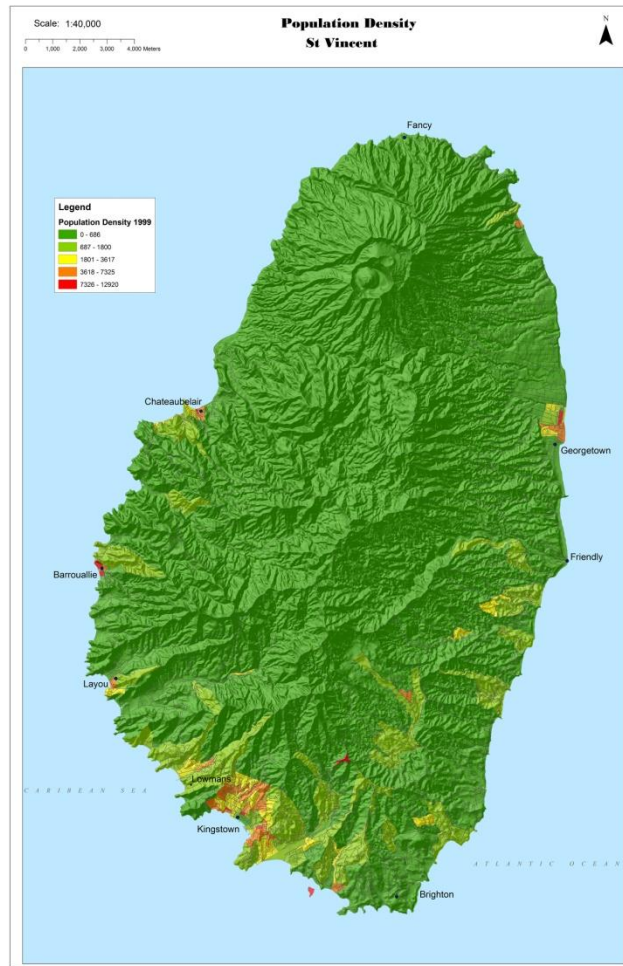 Scale: 1:40,000
Population Density
St Vincent
N
0 1,000 2,000 3,000 4,000 Meters
Fancy
Legend
Population Density 1999
0 - 686
687 - 1800
1801 - 3617
3618 - 7325
7326 - 12920
Chateaubelair
Georgetown
Friendly
Barrouallie
Layou
Lowmans
CARIBEAN SEA
Kingstown
ATLANTIC OCEAN
Brighton